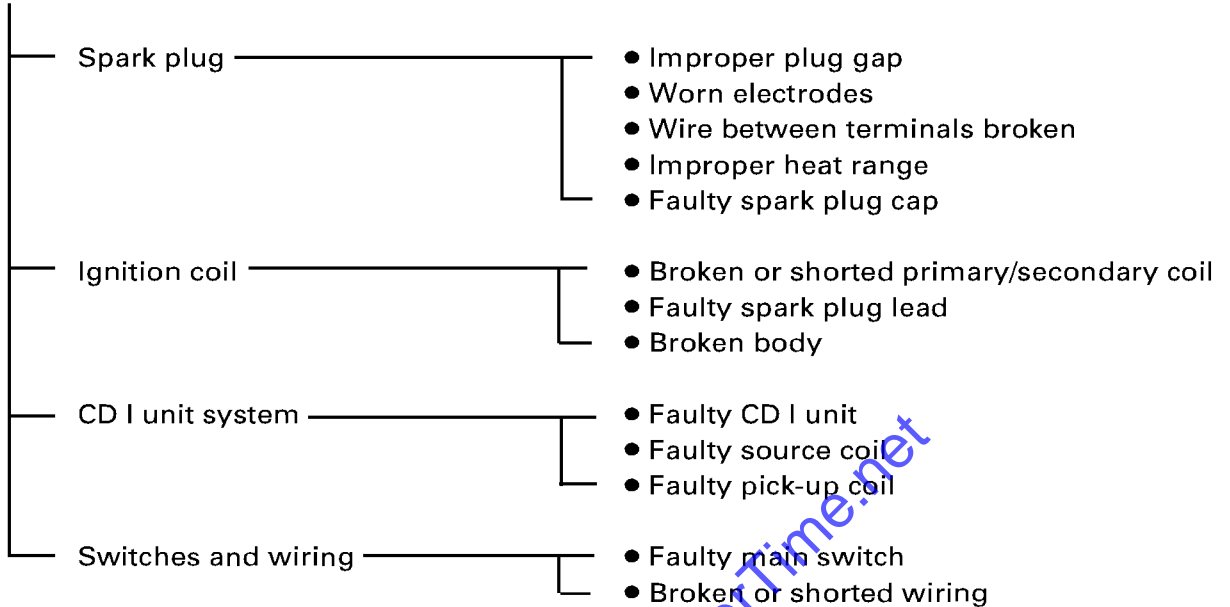 Spark plug
● Improper plug gap
● Worn electrodes
● Wire between terminals broken
● Improper heat range
● Faulty spark plug cap
Ignition coil
● Broken or shorted primary/secondary coil
● Faulty spark plug lead
● Broken body
CD I unit system
● Faulty CD I unit
● Faulty source coil
● Faulty pick-up coil
Switches and wiring
● Faulty main switch
● Broken or shorted wiring
rTime.net